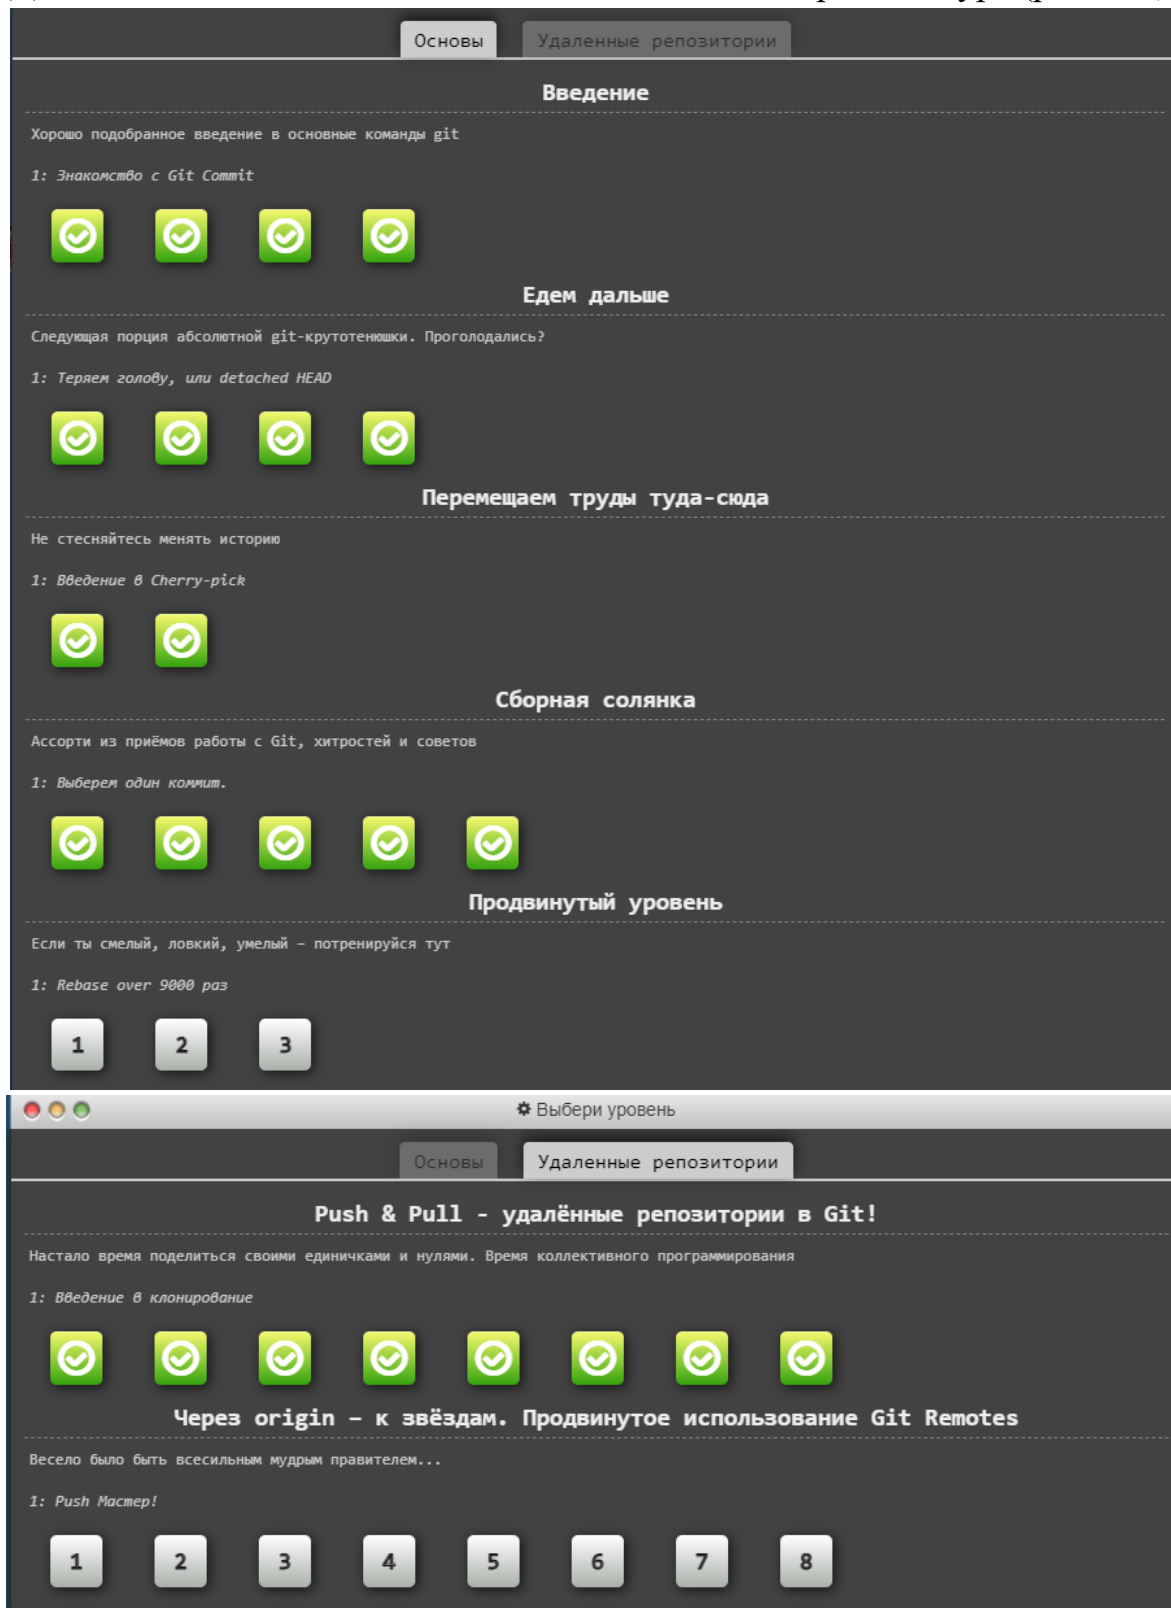 Основы Удаленные репозитории
Введение
Хорошо подобранное введение в основные команды git
1: Знакомство с Git Commit
Едем дальше
Следующая порция абсолютной git-крутотенюшки. Проголодались?
1: Теряем голову, или detached HEAD
Перемещаем труды туда-сюда
Не стесняйтесь менять историю
1: Введение в Cherry-pick
Сборная солянка
Ассорти из приёмов работы с Git, хитростей и советов
1: Выберем один коммит.
Продвинутый уровень
Если ты смелый, ловкий, умелый – потренируйся тут
1: Rebase over 9000 раз
1 2 3
Выбери уровень
Основы Удаленные репозитории
Push & Pull - удалённые репозитории в Git!
Настало время поделиться своими единичками и нулями. Время коллективного программирования
1: Введение в клонирование
Через origin – к звёздам. Продвинутое использование Git Remotes
Весело было быть всесильным мудрым правителем...
1: Push Мастер!
1 2 3 4 5 6 7 8